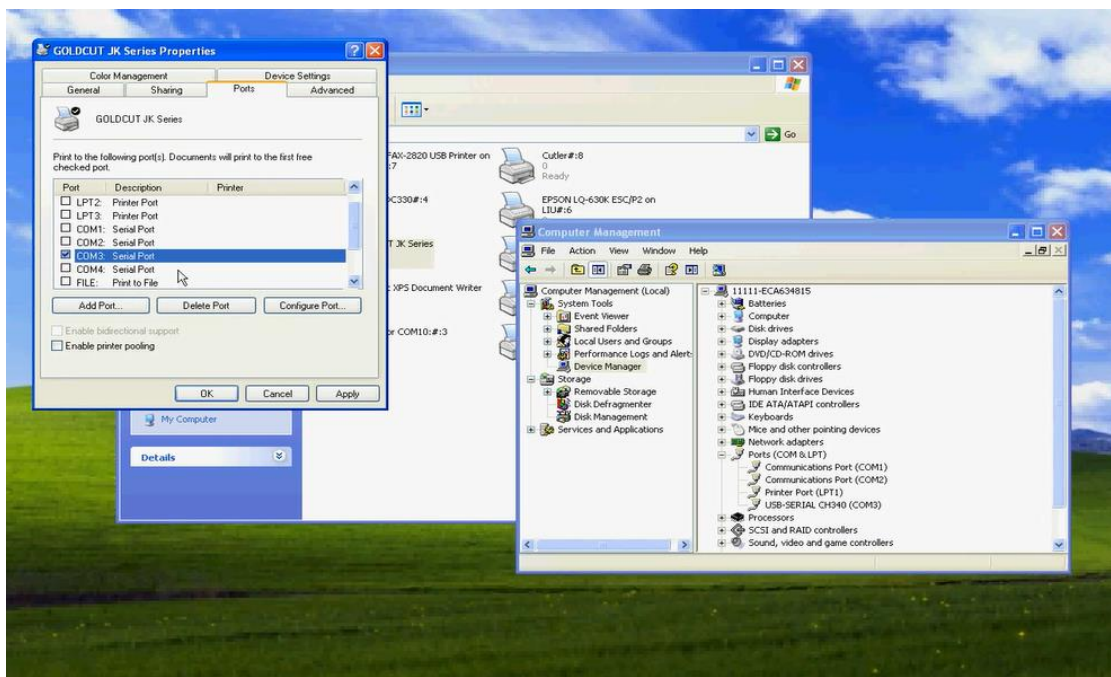 GOLDCUT JK Series Properties
Color Management
Device Settings
General
Sharing
Ports
Advanced
GOLDCUT JK Series
Print to the following port(s). Documents will print to the first free
checked port.
Port
Description
Printer
LPT2:
Printer Port
LPT3:
Printer Port
COM1:
Serial Port
COM2:
Serial Port
COM3:
Serial Port
COM4:
Serial Port
FILE:
Print to File
Add Port...
Delete Port
Configure Port...
Enable bidirectional support
Enable printer pooling
OK
Cancel
Apply
Go
FAX-2820 USB Printer on
:7
Cutler#:8
0
Ready
C330#:4
EPSON LQ-630K ESC/P2 on
LIU#:6
T JK Series
XPS Document Writer
or COM10:#:3
My Computer
Details
Computer Management
File
Action
View
Window
Help
Computer Management (Local)
System Tools
Event Viewer
Shared Folders
Local Users and Groups
Performance Logs and Alert
Device Manager
Storage
Removable Storage
Disk Defragmenter
Disk Management
Services and Applications
11111-ECA634815
Batteries
Computer
Disk drives
Display adapters
DVD/CD-ROM drives
Floppy disk controllers
Floppy disk drives
Human Interface Devices
IDE ATA/ATAPI controllers
Keyboards
Mice and other pointing devices
Network adapters
Ports (COM & LPT)
Communications Port (COM1)
Communications Port (COM2)
Printer Port (LPT1)
USB-SERIAL CH340 (COM3)
Processors
SCSI and RAID controllers
Sound, video and game controllers